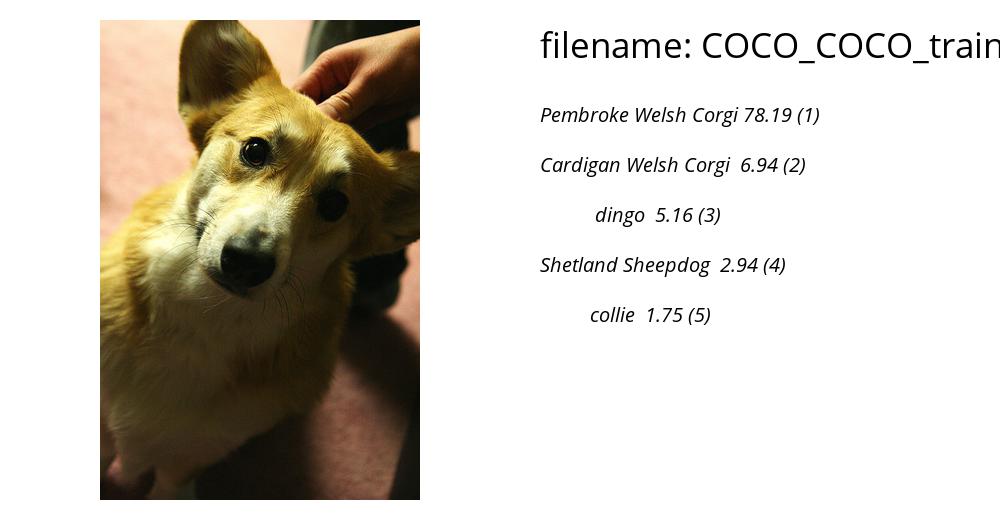 filename: COCO_COCO_train
Pembroke Welsh Corgi 78.19 (1)
Cardigan Welsh Corgi 6.94 (2)
dingo 5.16 (3)
Shetland Sheepdog 2.94 (4)
collie 1.75 (5)